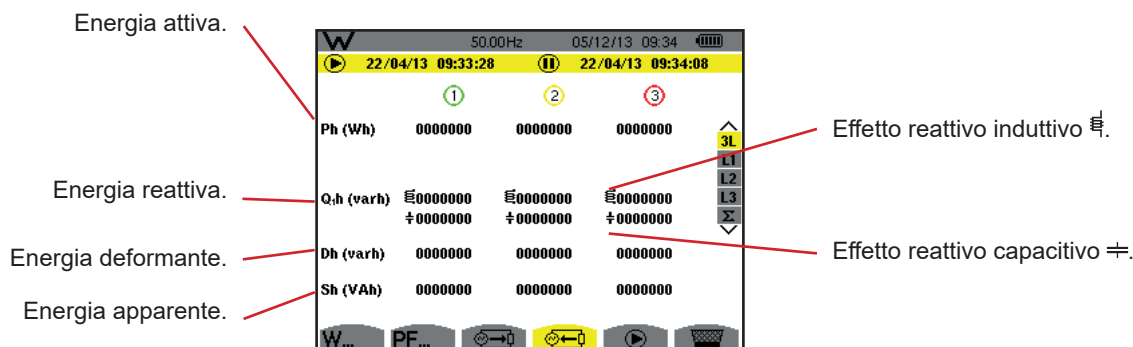 Energia attiva.
W 50.00Hz 05/12/13 09:34
22/04/13 09:33:28 22/04/13 09:34:08
1 2 3
Ph (Wh) 0000000 0000000 0000000
Effetto reattivo induttivo.
3L
L1
L2
L3
Σ
Energia reattiva.
Q₁h (varh) 0000000 0000000 0000000
0000000 0000000 0000000
Energia deformante.
Dh (varh) 0000000 0000000 0000000
Effetto reattivo capacitivo.
Energia apparente.
Sh (VAh) 0000000 0000000 0000000
W... PF...